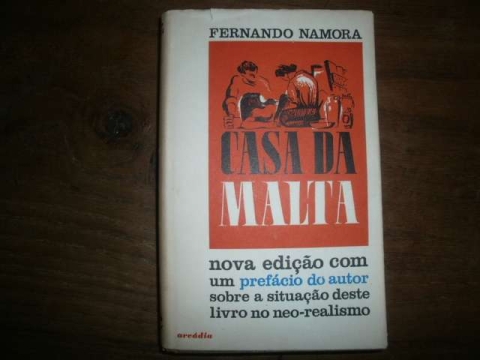 FERNANDO NAMORA
CASA DA
MALTA
nova edição com
um prefácio do autor
sobre a situação deste
livro no neo-realismo
arcádia